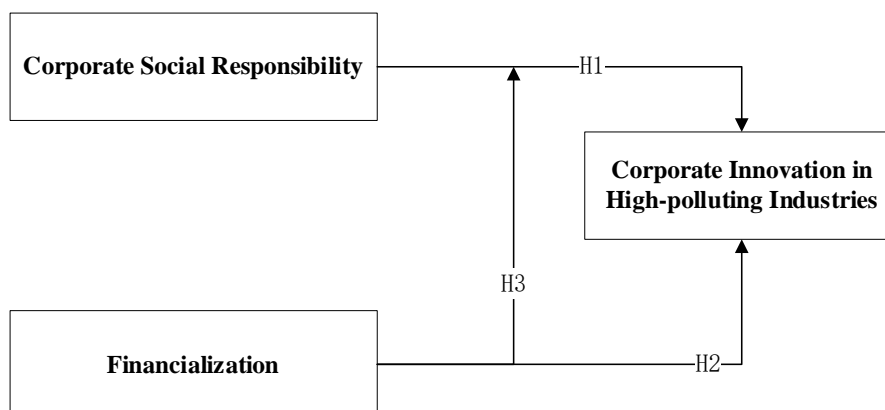 Corporate Social Responsibility
H1
Corporate Innovation in
High-polluting Industries
H3
Financialization
H2